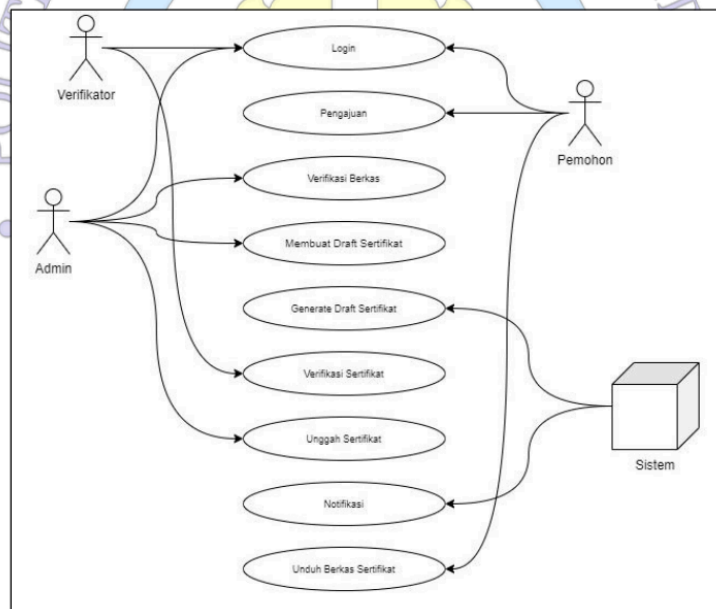 Verifikator
Login
Pengajuan
Pemohon
Verifikasi Berkas
Admin
Membuat Draft Sertifikat
Generate Draft Sertifikat
Verifikasi Sertifikat
Unggah Sertifikat
Sistem
Notifikasi
Unduh Berkas Sertifikat